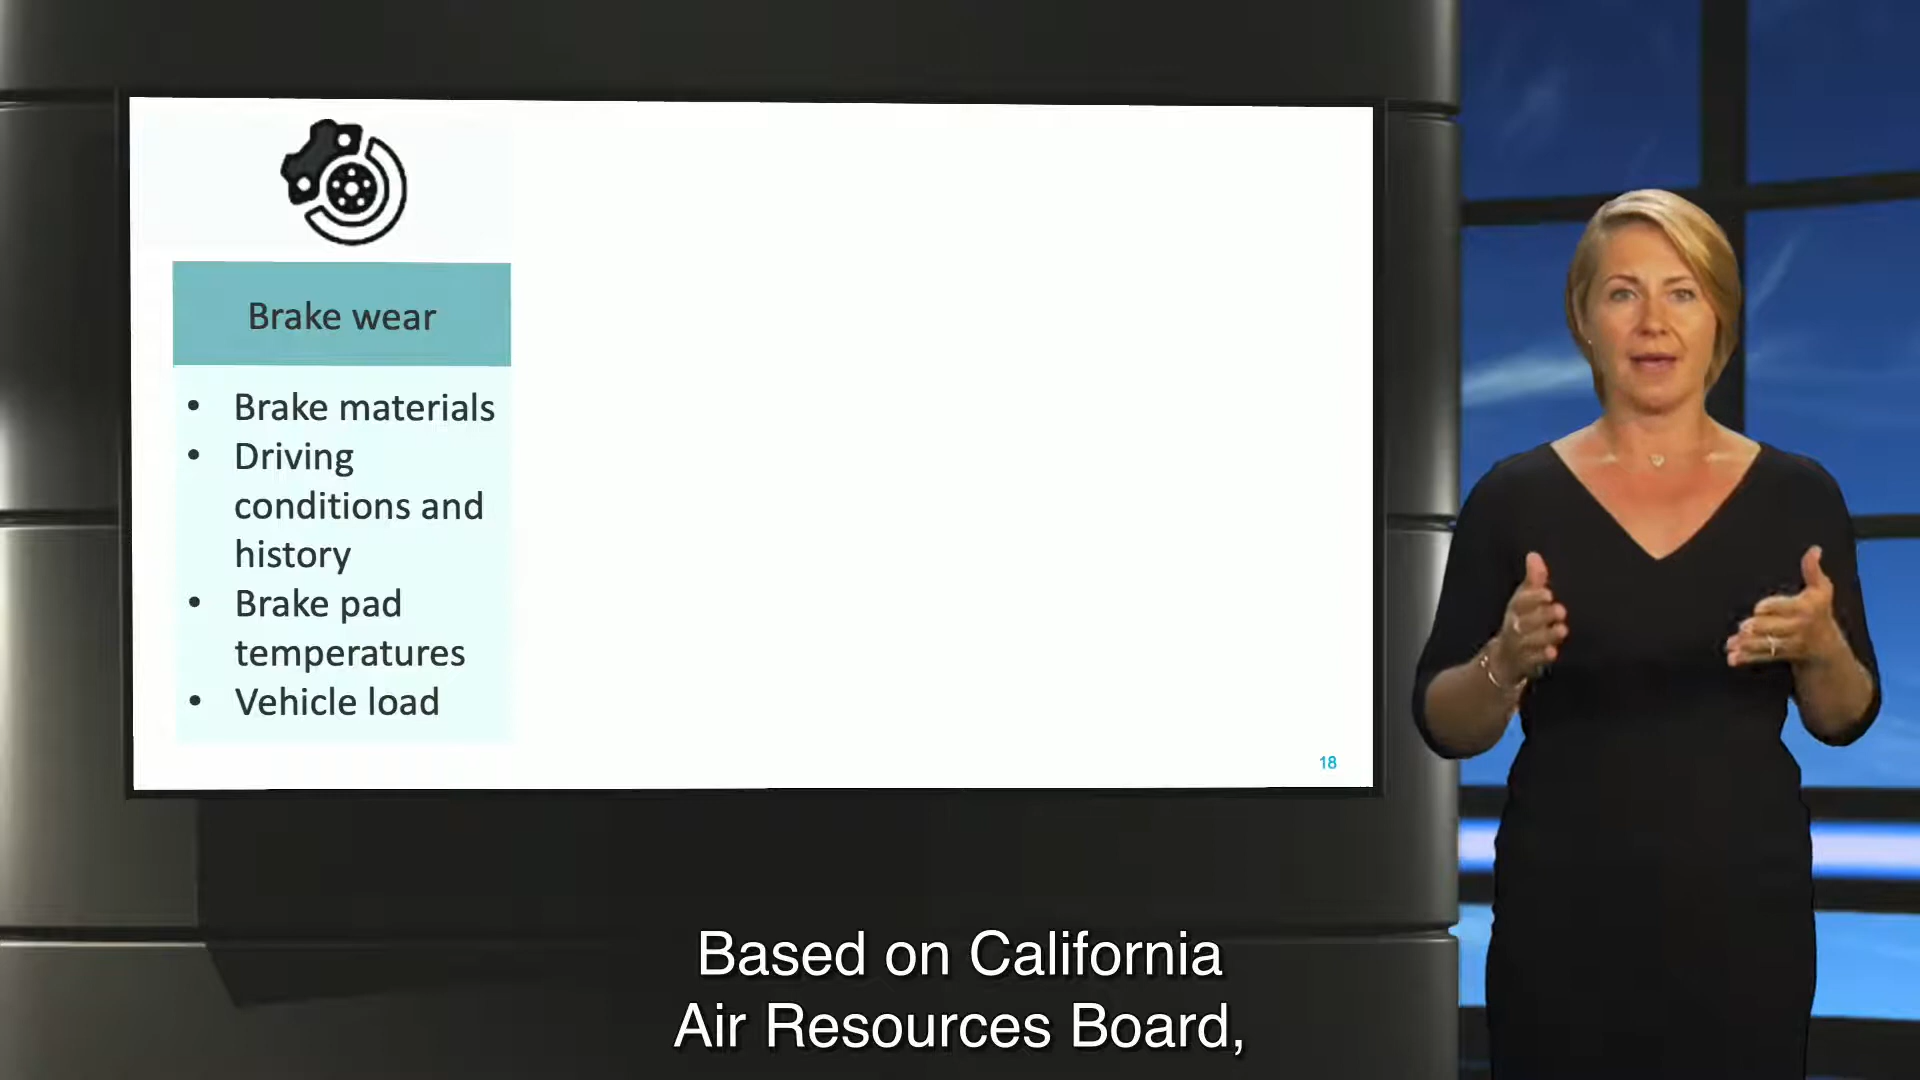 Brake wear
• Brake materials
• Driving
conditions and
history
• Brake pad
temperatures
• Vehicle load
18
Based on California
Air Resources Board,